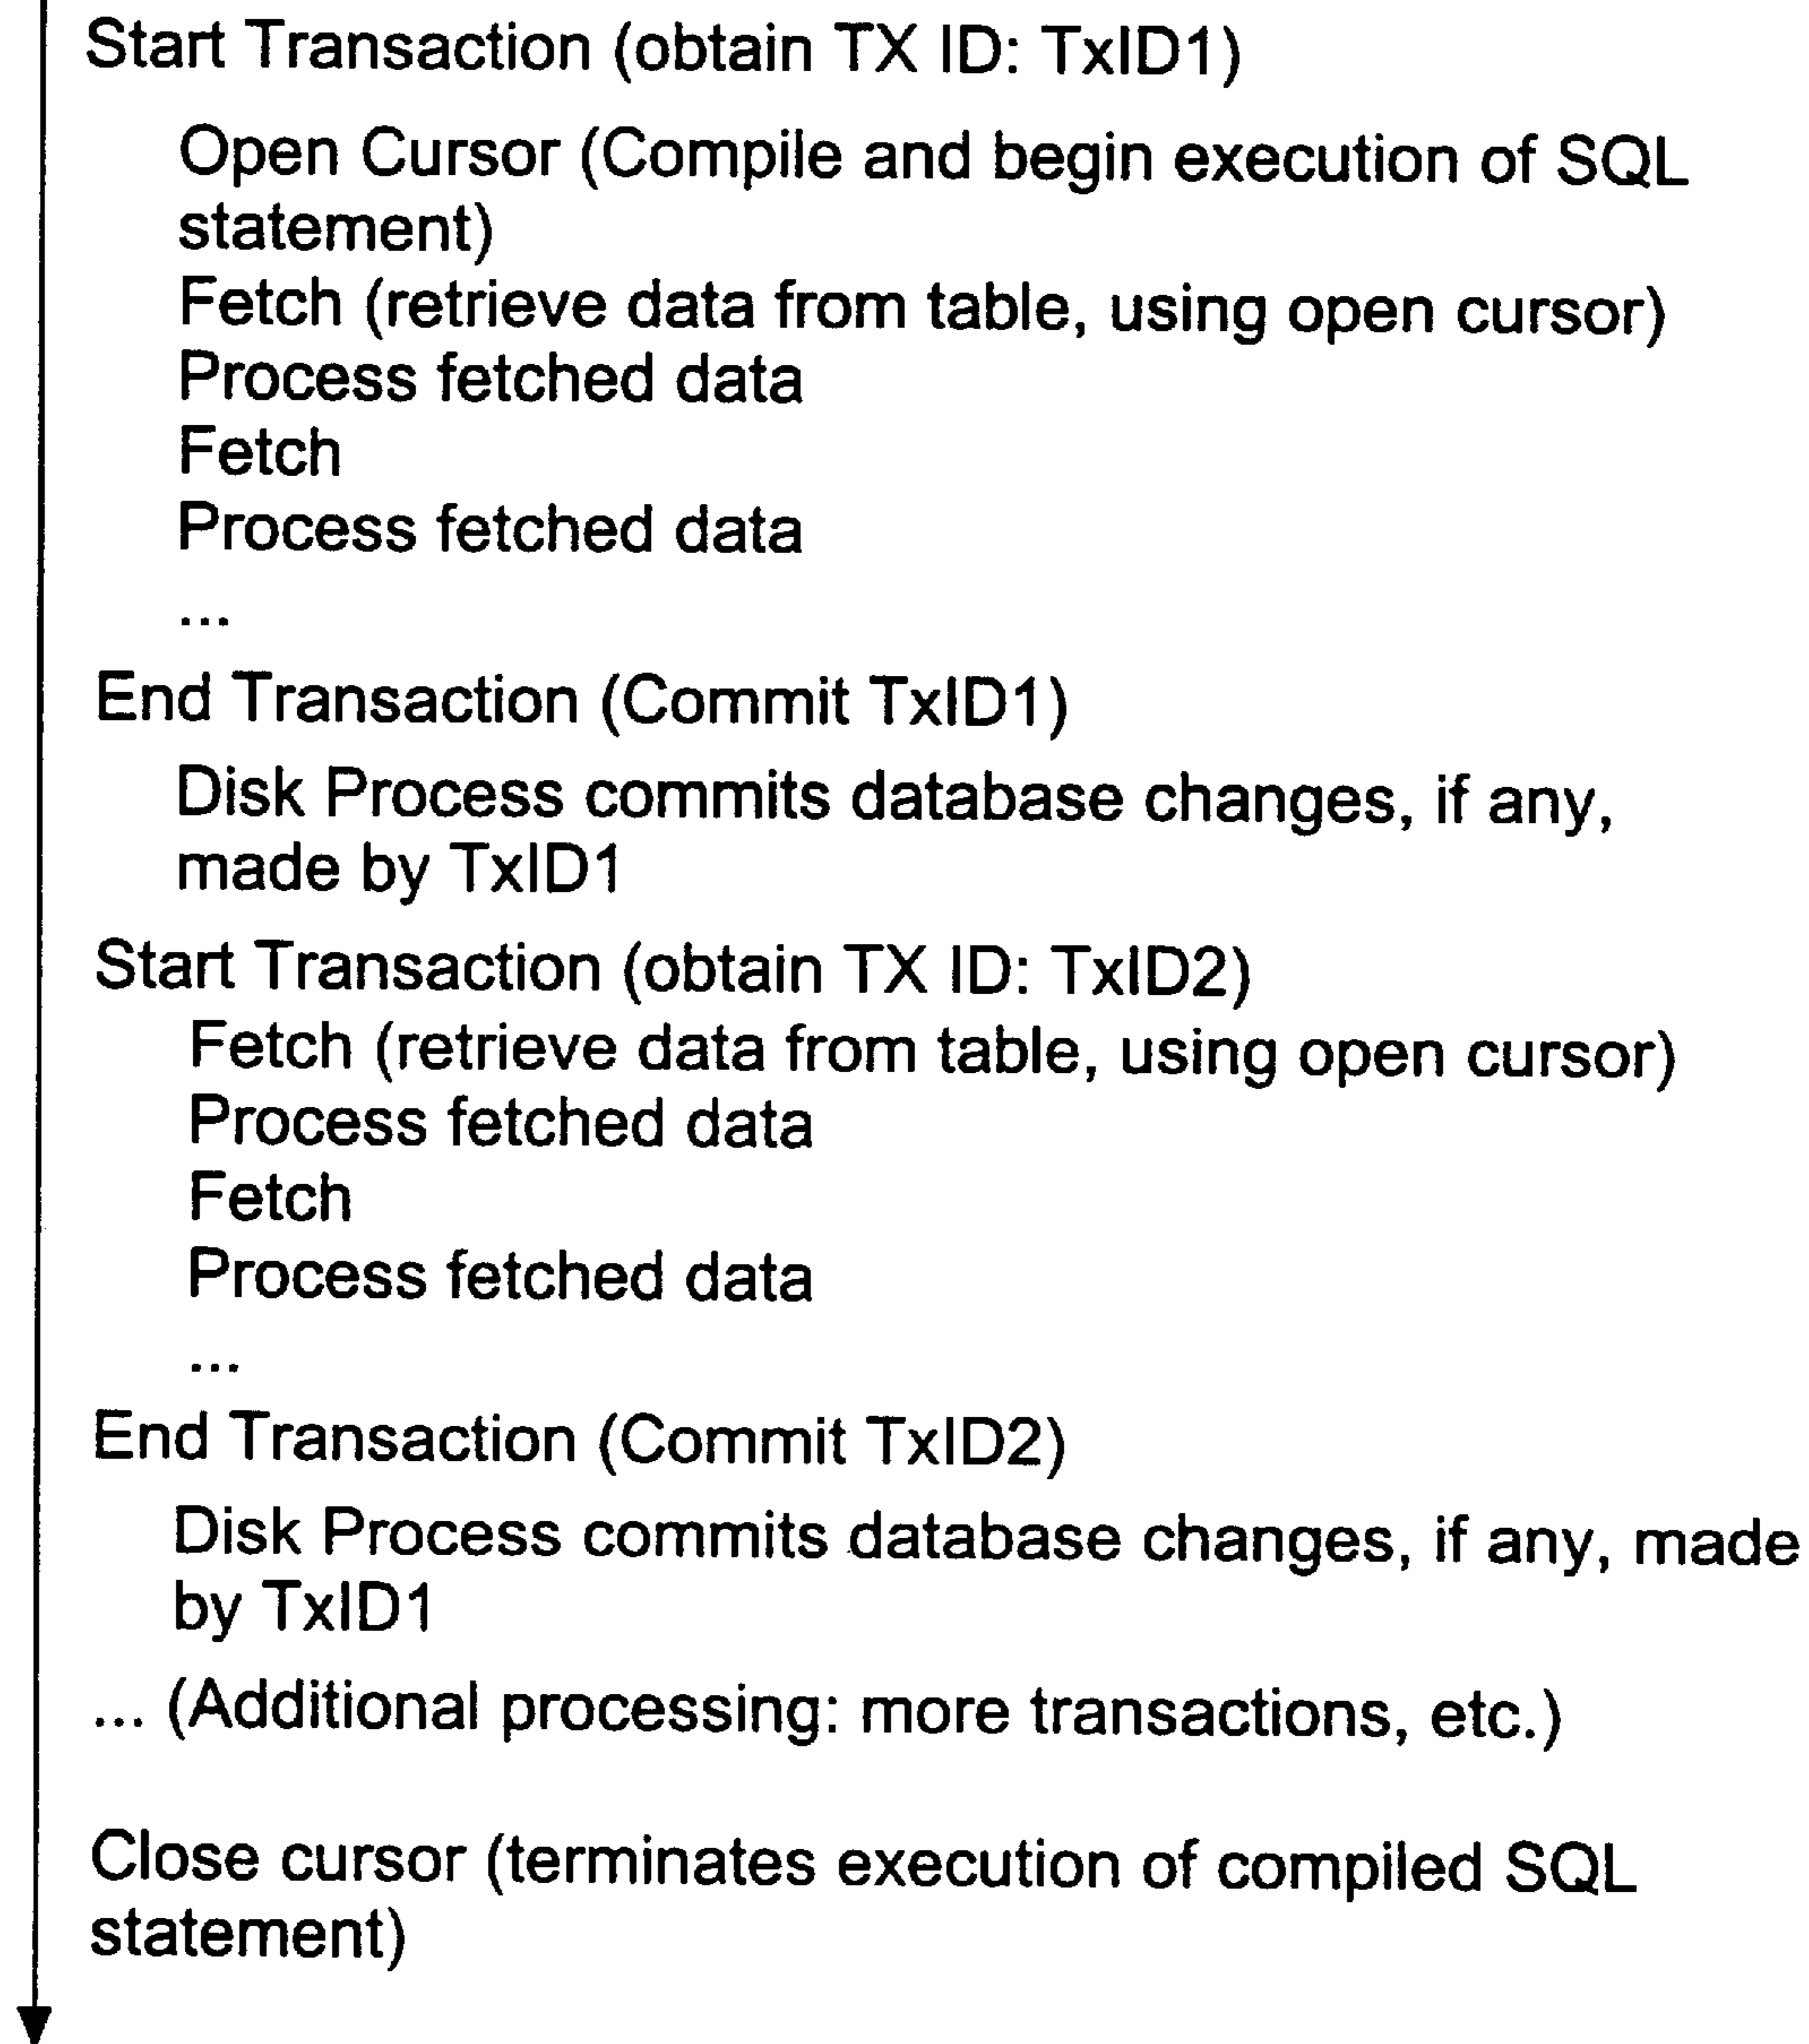 Start Transaction (obtain TX ID: TxID1)
Open Cursor (Compile and begin execution of SQL
statement)
Fetch (retrieve data from table, using open cursor)
Process fetched data
Fetch
Process fetched data
...
End Transaction (Commit TxID1)
Disk Process commits database changes, if any,
made by TxID1
Start Transaction (obtain TX ID: TxID2)
Fetch (retrieve data from table, using open cursor)
Process fetched data
Fetch
Process fetched data
...
End Transaction (Commit TxID2)
Disk Process commits database changes, if any, made
by TxID1
... (Additional processing: more transactions, etc.)
Close cursor (terminates execution of compiled SQL
statement)